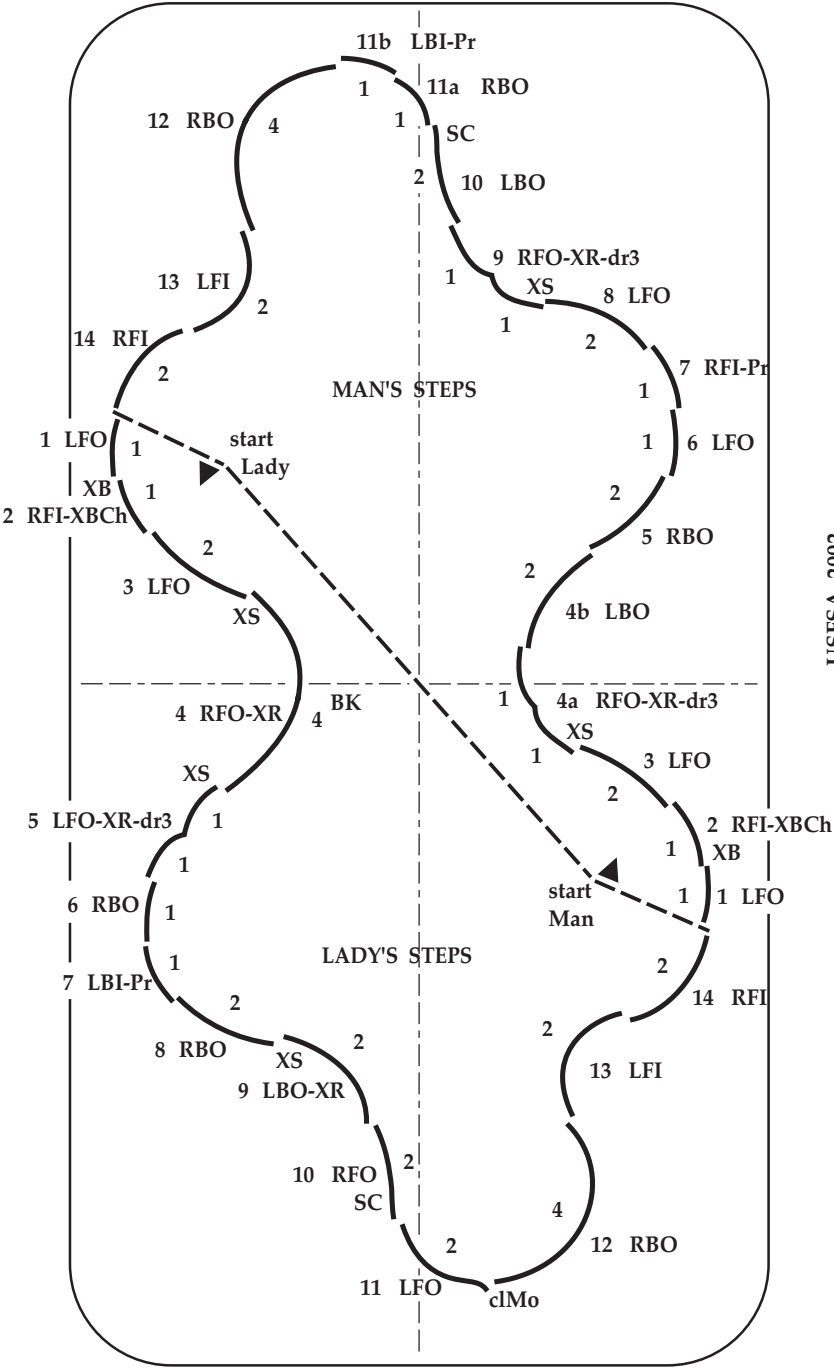 11b LBI-Pr
1
11a RBO
12 RBO
4
1
SC
2
10 LBO
9 RFO-XR-dr3
13 LFI
1
XS
8 LFO
2
1
14 RFI
2
7 RFI-Pr
2
1
MAN'S STEPS
1 LFO
1
start
Lady
1
6 LFO
XB
1
2
2 RFI-XBCh
5 RBO
2
3 LFO
2
4b LBO
XS
4 RFO-XR
4
BK
1
4a RFO-XR-dr3
XS
1
3 LFO
XS
2
5 LFO-XR-dr3
1
2 RFI-XBCh
1
XB
1
start
Man
1
1 LFO
6 RBO
1
LADY'S STEPS
1
2
7 LBI-Pr
14 RFI
2
2
8 RBO
2
XS
9 LBO-XR
13 LFI
10 RFO
2
SC
4
2
12 RBO
11 LFO
clMo
USFSA 2002